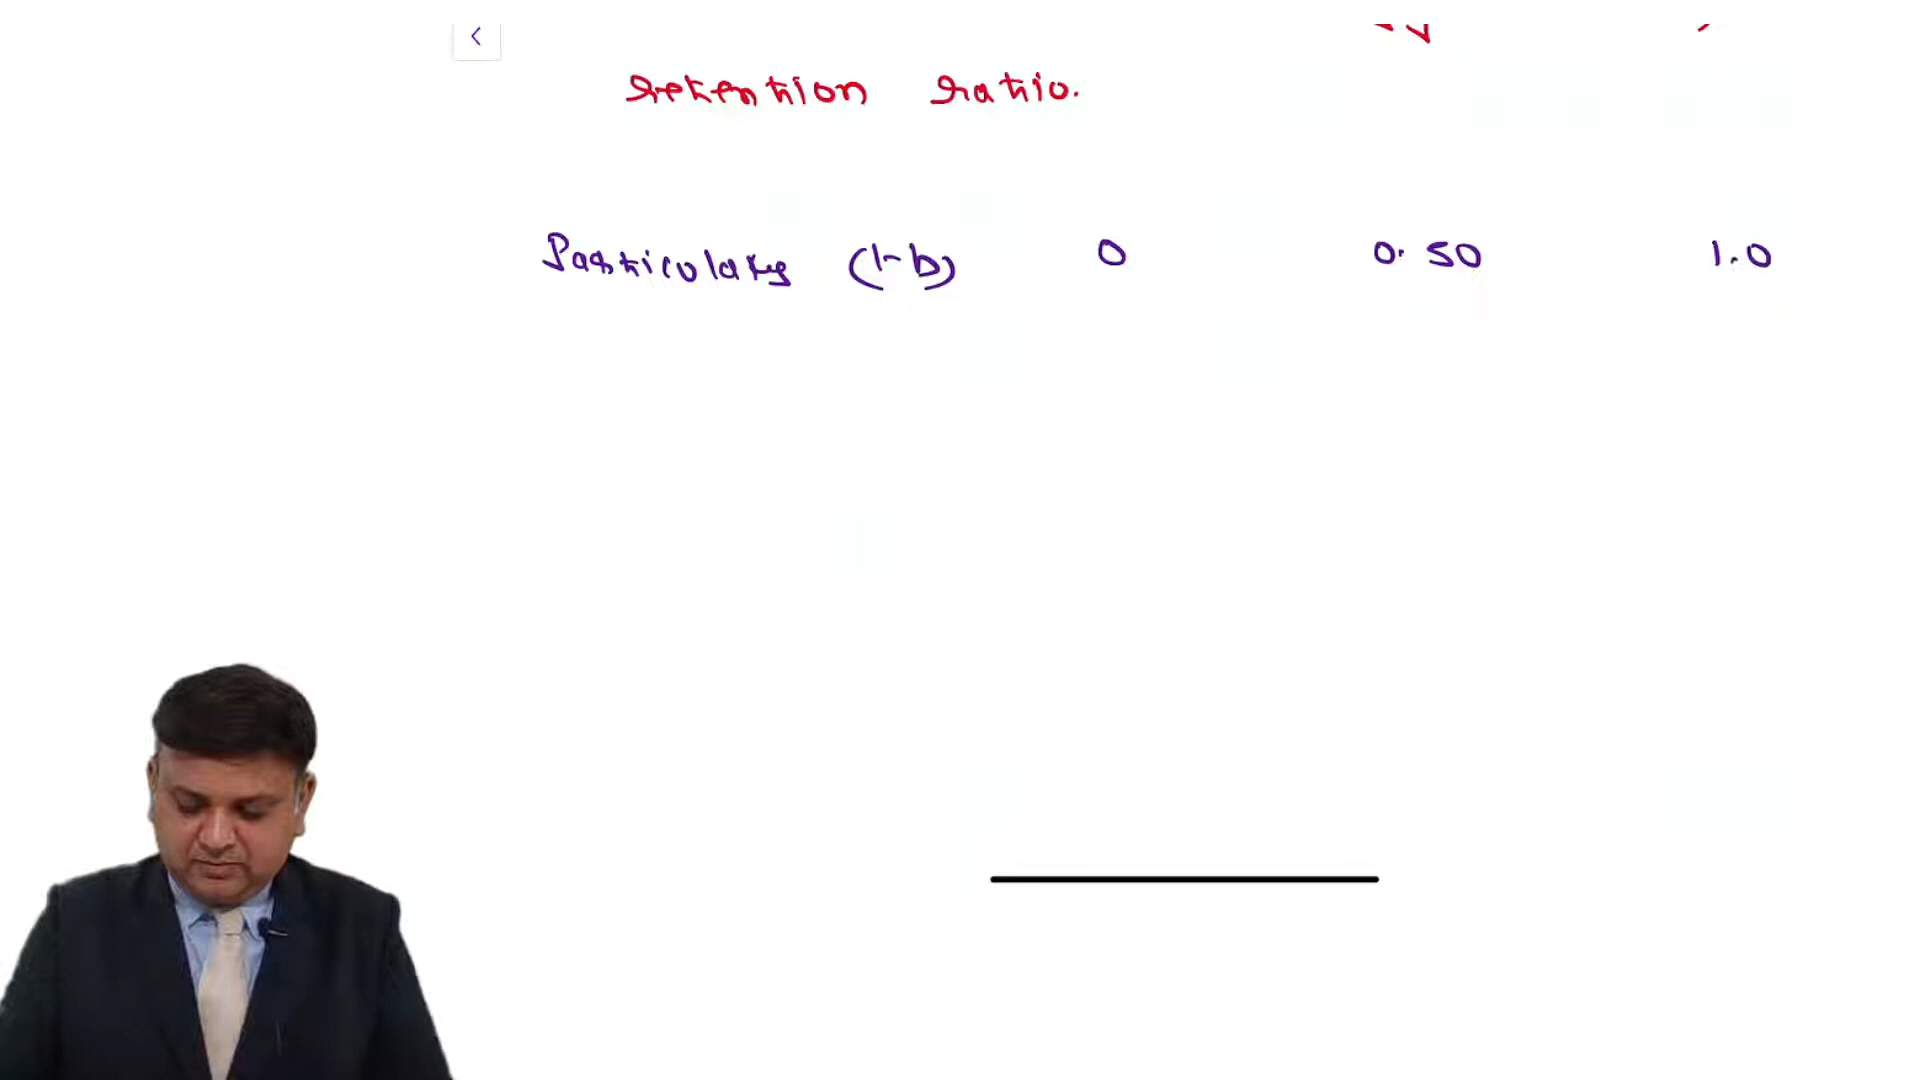 retention ratio.
Particulars (1-b) 0 0.50 1.0